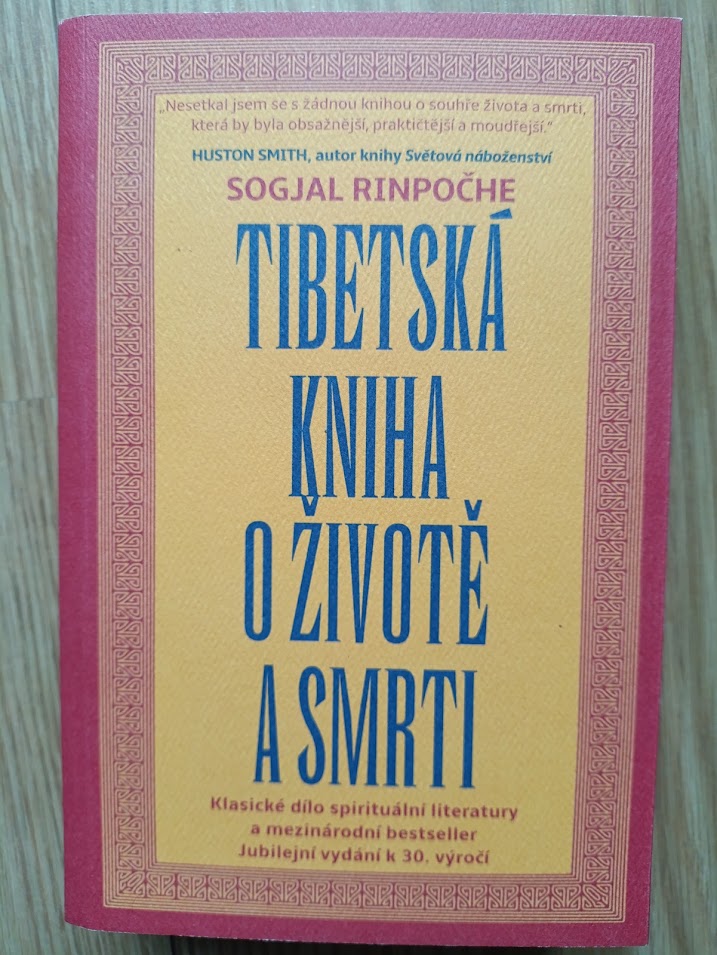 „Nesetkal jsem se s žádnou knihou o souhře života a smrti,
která by byla obsažnější, praktičtější a moudřejší.“
HUSTON SMITH, autor knihy Světová náboženství
SOGJAL RINPOČHE
TIBETSKÁ
KNIHA
O ŽIVOTĚ
A SMRTI
Klasické dílo spirituální literatury
a mezinárodní bestseller
Jubilejní vydání k 30. výročí